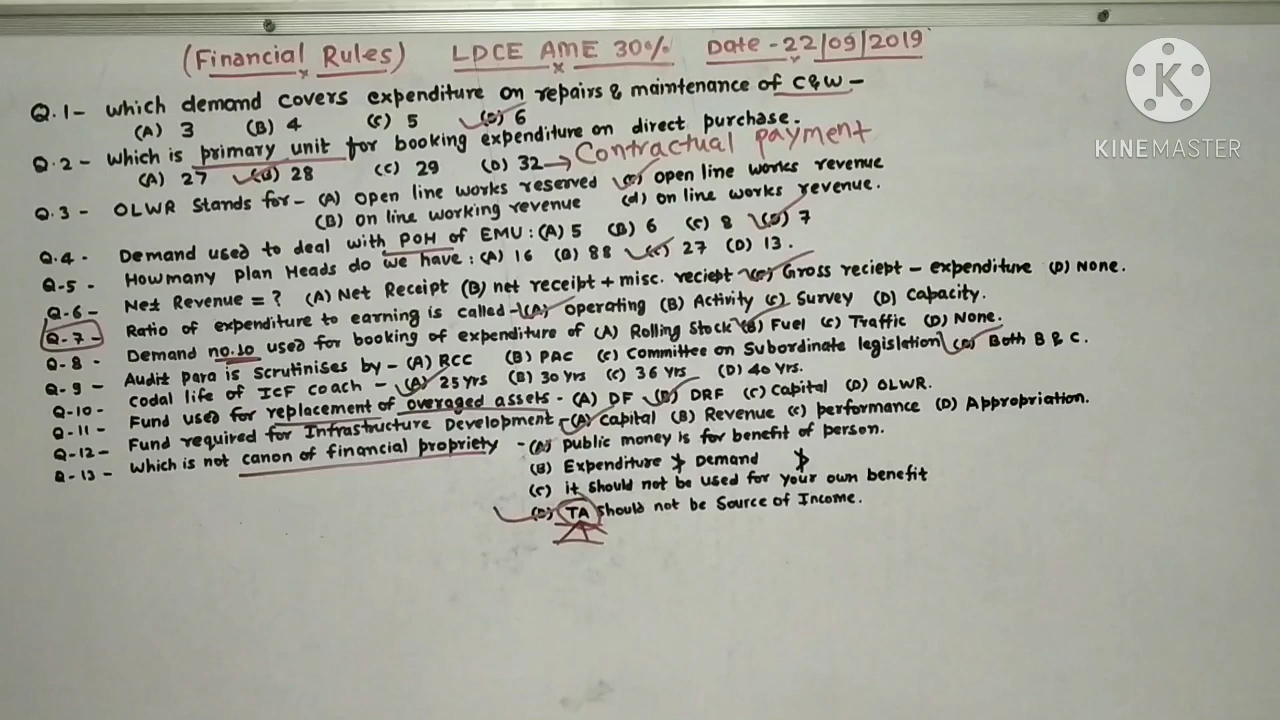 (Financial Rules) LDCE AME 30% Date - 22/09/2019
K
KINEMASTER
Q.1- Which demand covers expenditure on repairs & maintenance of C&W -
(A) 3 (B) 4 (C) 5 (D) 6
Q.2 - Which is primary unit for booking expenditure on direct purchase.
(A) 27 (B) 28 (C) 29 (D) 32 → Contractual payment
Q.3 - OLWR Stands for - (A) open line works reserved (C) open line works revenue
(B) on line working revenue (d) on line works revenue.
Q.4 - Demand used to deal with POH of EMU : (A) 5 (B) 6 (C) 8 (D) 7
Q-5 - Howmany plan Heads do we have : (A) 16 (B) 88 (C) 27 (D) 13.
Q-6 - Net Revenue = ? (A) Net Receipt (B) net receipt + misc. reciept (C) Gross reciept - expenditure (D) None.
Q-7 - Ratio of expenditure to earning is called - (A) operating (B) Activity (C) Survey (D) Capacity.
Q-8 - Demand no.10 used for booking of expenditure of (A) Rolling Stock (B) Fuel (C) Traffic (D) None.
Q-9 - Audit para is Scrutinises by - (A) RCC (B) PAC (C) Committee on Subordinate legislation (D) Both B & C.
Q-10 - Codal life of ICF coach - (A) 25 yrs (B) 30 yrs (C) 36 yrs (D) 40 yrs.
Q-11 - Fund used for replacement of overaged assets - (A) DF (B) DRF (C) Capital (D) OLWR.
Q-12 - Fund required for Infrastructure Development - (A) Capital (B) Revenue (C) performance (D) Appropriation.
Q-13 - Which is not canon of financial propriety - (A) public money is for benefit of person.
(B) Expenditure ≯ Demand ≯
(C) it should not be used for your own benefit
(D) TA should not be Source of Income.